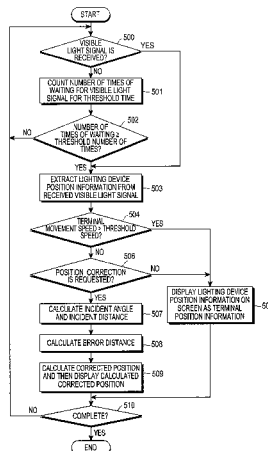 START
500
VISIBLE
LIGHT SIGNAL IS
RECEIVED?
YES
NO
COUNT NUMBER OF TIMES OF
WAITING FOR VISIBLE LIGHT
SIGNAL FOR THRESHOLD TIME
501
502
NUMBER OF
TIMES OF WAITING ≥
THRESHOLD NUMBER OF
TIMES?
NO
YES
EXTRACT LIGHTING DEVICE
POSITION INFORMATION FROM
RECEIVED VISIBLE LIGHT SIGNAL
503
504
TERMINAL
MOVEMENT SPEED > THRESHOLD
SPEED?
YES
NO
506
POSITION CORRECTION
IS REQUESTED?
NO
YES
DISPLAY LIGHTING DEVICE
POSITION INFORMATION ON
SCREEN AS TERMINAL
POSITION INFORMATION
CALCULATE INCIDENT ANGLE
AND INCIDENT DISTANCE
507
CALCULATE ERROR DISTANCE
508
CALCULATE CORRECTED POSITION
AND THEN DISPLAY CALCULATED
CORRECTED POSITION
509
510
COMPLETE?
NO
YES
END